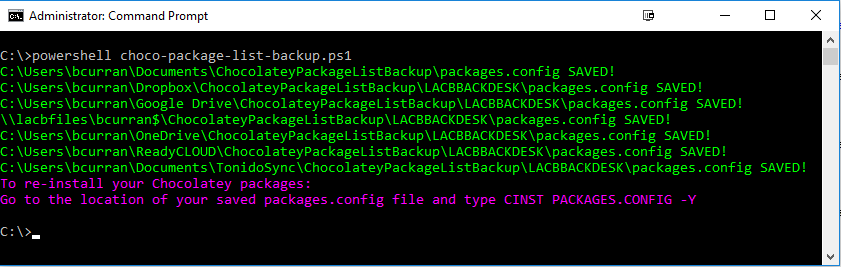 Administrator: Command Prompt
C:\>powershell choco-package-list-backup.ps1
C:\Users\bcurran\Documents\ChocolateyPackageListBackup\packages.config SAVED!
C:\Users\bcurran\Dropbox\ChocolateyPackageListBackup\LACBBACKDESK\packages.config SAVED!
C:\Users\bcurran\Google Drive\ChocolateyPackageListBackup\LACBBACKDESK\packages.config SAVED!
\\lacbfiles\bcurran$\ChocolateyPackageListBackup\LACBBACKDESK\packages.config SAVED!
C:\Users\bcurran\OneDrive\ChocolateyPackageListBackup\LACBBACKDESK\packages.config SAVED!
C:\Users\bcurran\ReadyCLOUD\ChocolateyPackageListBackup\LACBBACKDESK\packages.config SAVED!
C:\Users\bcurran\Documents\TonidoSync\ChocolateyPackageListBackup\LACBBACKDESK\packages.config SAVED!
To re-install your Chocolatey packages:
Go to the location of your saved packages.config file and type CINST PACKAGES.CONFIG -Y
C:\>